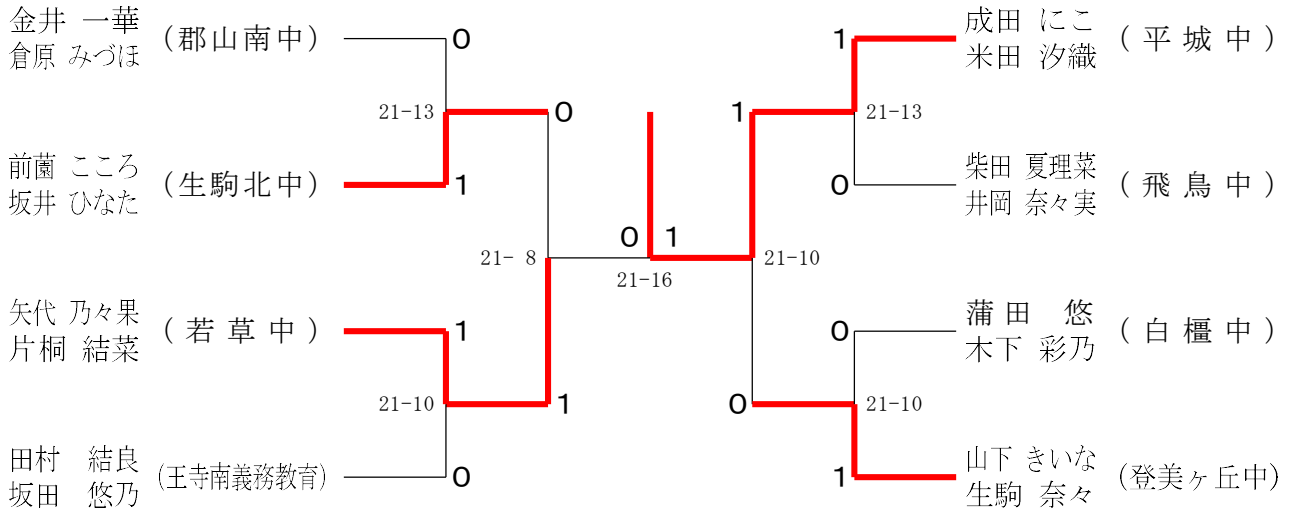 金井 一華
倉原 みづほ
(郡山南中)
0
21-13
0
前薗 こころ
坂井 ひなた
(生駒北中)
1
21- 8
0 1
21-16
矢代 乃々果
片桐 結菜
(若草中)
1
21-10
1
田村 結良
坂田 悠乃
(王寺南義務教育)
0
1
成田 にこ
米田 汐織
(平城中)
1
21-13
0
柴田 夏理菜
井岡 奈々実
(飛鳥中)
21-10
0
蒲田 悠
木下 彩乃
(白橿中)
0
21-10
1
山下 きいな
生駒 奈々
(登美ヶ丘中)